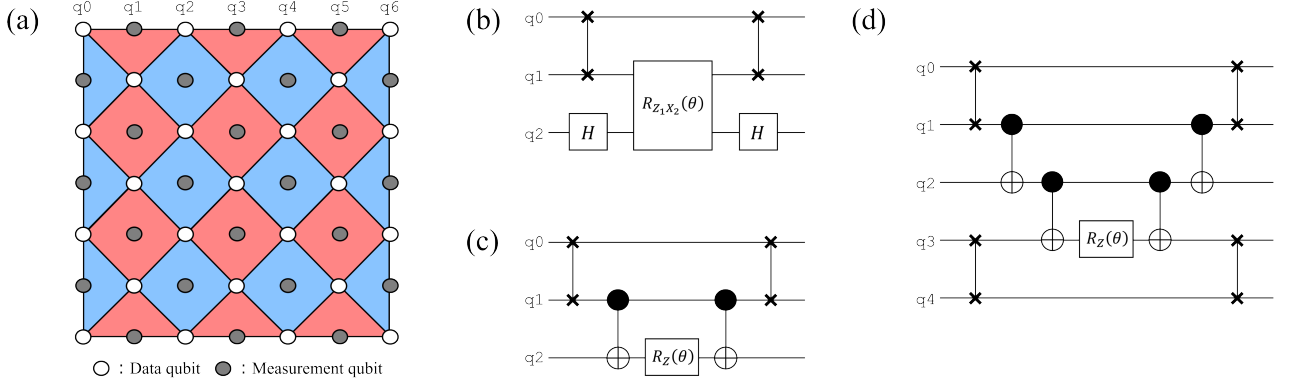 (a)
q0 q1 q2 q3 q4 q5 q6
○ : Data qubit ● : Measurement qubit
(b)
q0
q1
q2
H
R_{Z_1X_2}(θ)
H
(c)
q0
q1
q2
R_Z(θ)
(d)
q0
q1
q2
q3
q4
R_Z(θ)